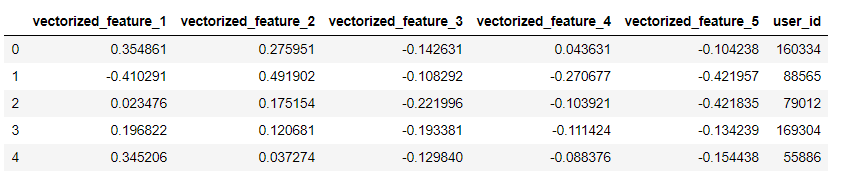 vectorized_feature_1 vectorized_feature_2 vectorized_feature_3 vectorized_feature_4 vectorized_feature_5 user_id
0 0.354861 0.275951 -0.142631 0.043631 -0.104238 160334
1 -0.410291 0.491902 -0.108292 -0.270677 -0.421957 88565
2 0.023476 0.175154 -0.221996 -0.103921 -0.421835 79012
3 0.196822 0.120681 -0.193381 -0.111424 -0.134239 169304
4 0.345206 0.037274 -0.129840 -0.088376 -0.154438 55886